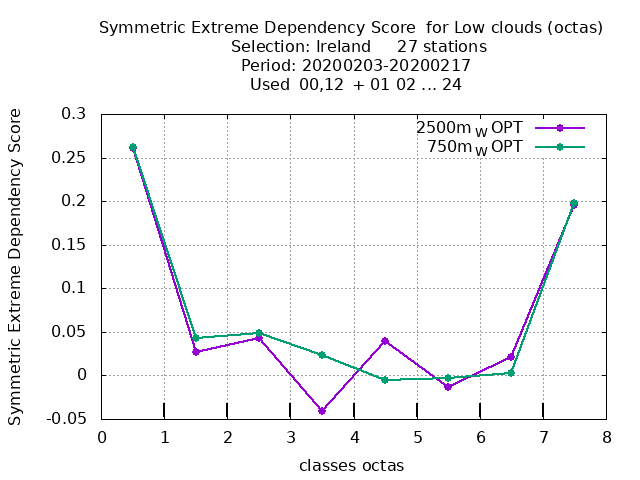 Symmetric Extreme Dependency Score  for Low clouds (octas)
Selection: Ireland     27 stations
Period: 20200203-20200217
Used  00,12  + 01 02 ... 24
Symmetric Extreme Dependency Score
0.3
0.25
0.2
0.15
0.1
0.05
0
-0.05
2500m W OPT
750m W OPT
0 1 2 3 4 5 6 7 8
classes octas